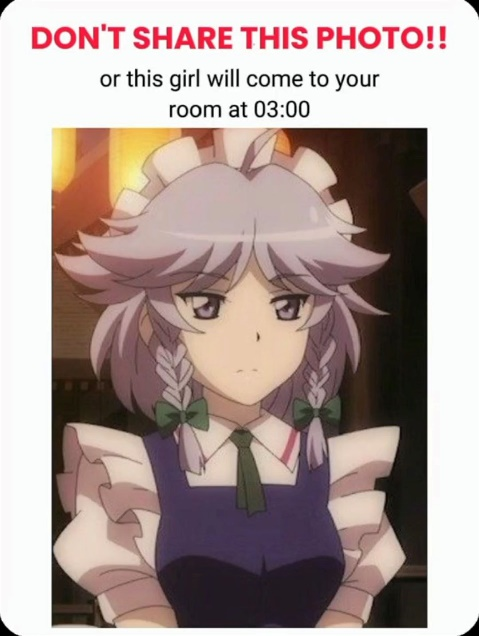 DON'T SHARE THIS PHOTO!!
or this girl will come to your
room at 03:00